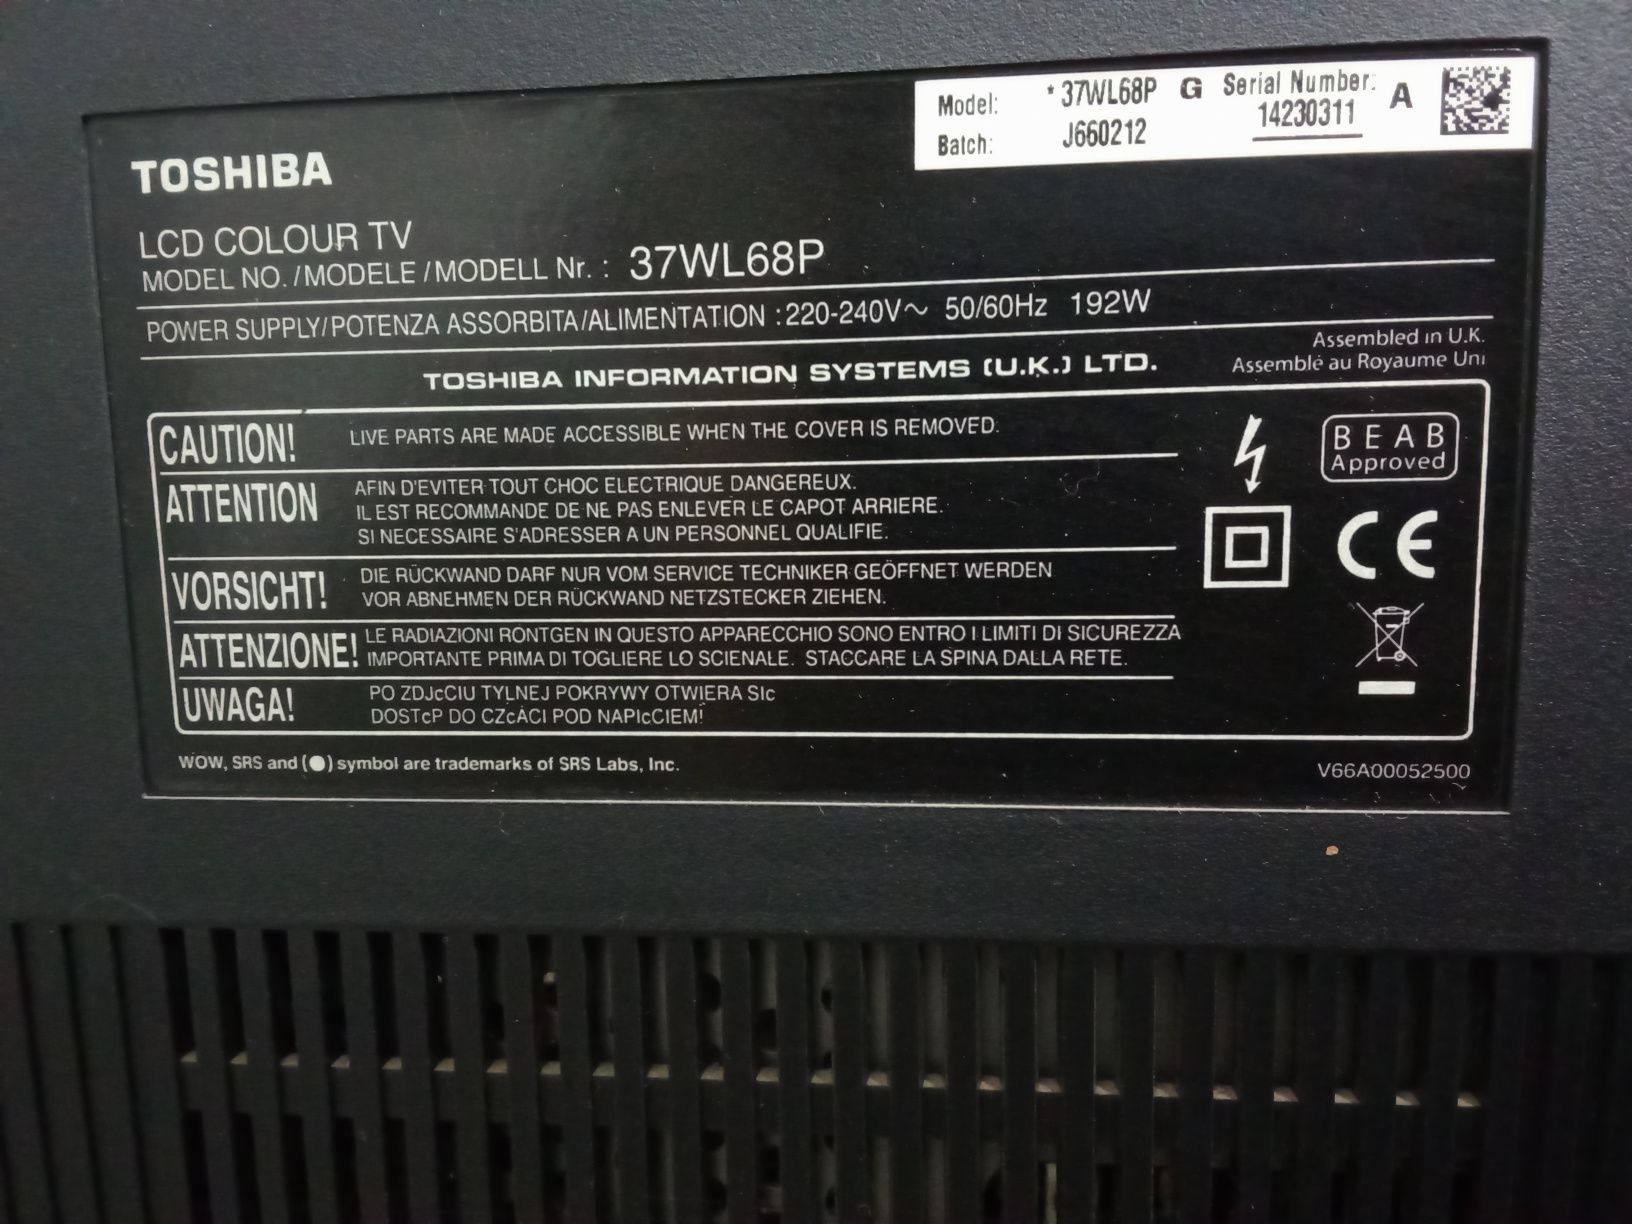 Model: * 37WL68P G Serial Number: A
Batch: J660212 14230311
TOSHIBA
LCD COLOUR TV
MODEL NO./MODELE/MODELL Nr. : 37WL68P
POWER SUPPLY/POTENZA ASSORBITA/ALIMENTATION :220-240V~ 50/60Hz 192W
Assembled in U.K.
Assemblé au Royaume Uni
TOSHIBA INFORMATION SYSTEMS (U.K.) LTD.
CAUTION! LIVE PARTS ARE MADE ACCESSIBLE WHEN THE COVER IS REMOVED.
ATTENTION AFIN D'EVITER TOUT CHOC ELECTRIQUE DANGEREUX.
IL EST RECOMMANDE DE NE PAS ENLEVER LE CAPOT ARRIERE.
SI NECESSAIRE S'ADRESSER A UN PERSONNEL QUALIFIE.
VORSICHT! DIE RÜCKWAND DARF NUR VOM SERVICE TECHNIKER GEÖFFNET WERDEN
VOR ABNEHMEN DER RÜCKWAND NETZSTECKER ZIEHEN.
ATTENZIONE! LE RADIAZIONI RÖNTGEN IN QUESTO APPARECCHIO SONO ENTRO I LIMITI DI SICUREZZA
IMPORTANTE PRIMA DI TOGLIERE LO SCIENALE. STACCARE LA SPINA DALLA RETE.
UWAGA! PO ZDJcCIU TYLNEJ POKRYWY OTWIERA SIc
DOSTcP DO CZcÁCI POD NAPIcCIEM!
BEAB
Approved
CE
WOW, SRS and (●) symbol are trademarks of SRS Labs, Inc.
V66A00052500